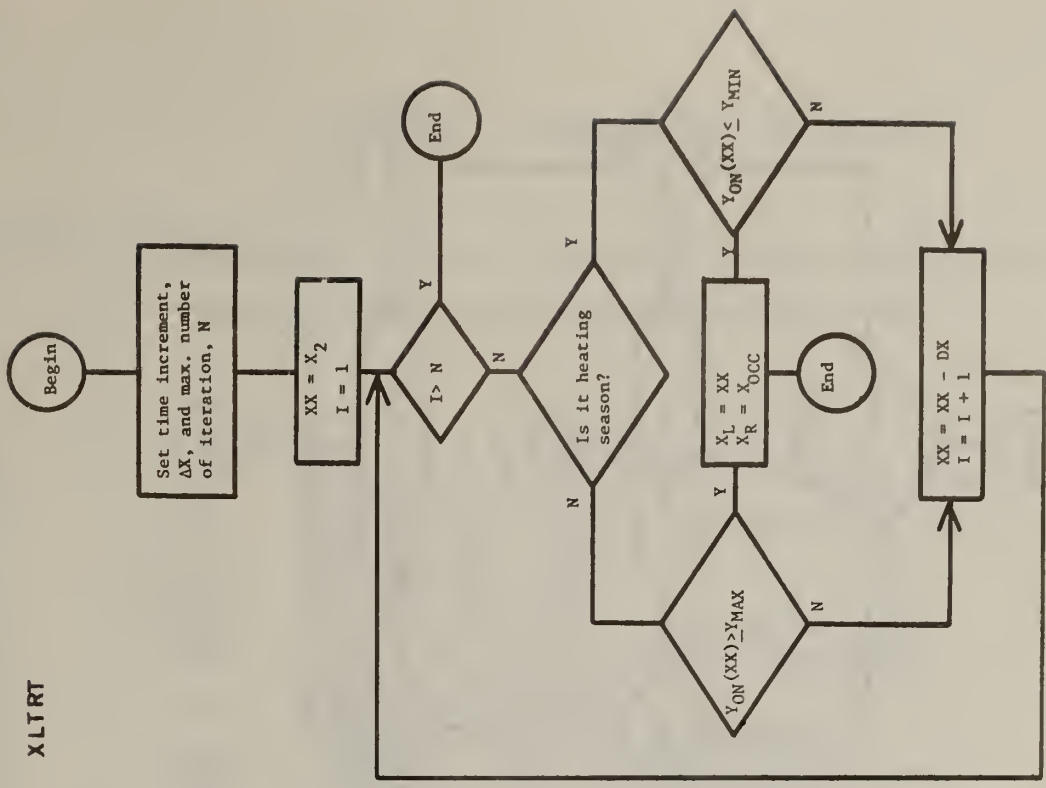 XLTRT
Begin
Set time increment,
ΔX, and max. number
of iteration, N
XX = X2
I = 1
I> N
Y
End
N
Is it heating
season?
N
Y
YON(XX)≥YMAX
Y
N
XL = XX
XR = XOCC
End
YON(XX)≤ YMIN
Y
N
XX = XX - DX
I = I + 1